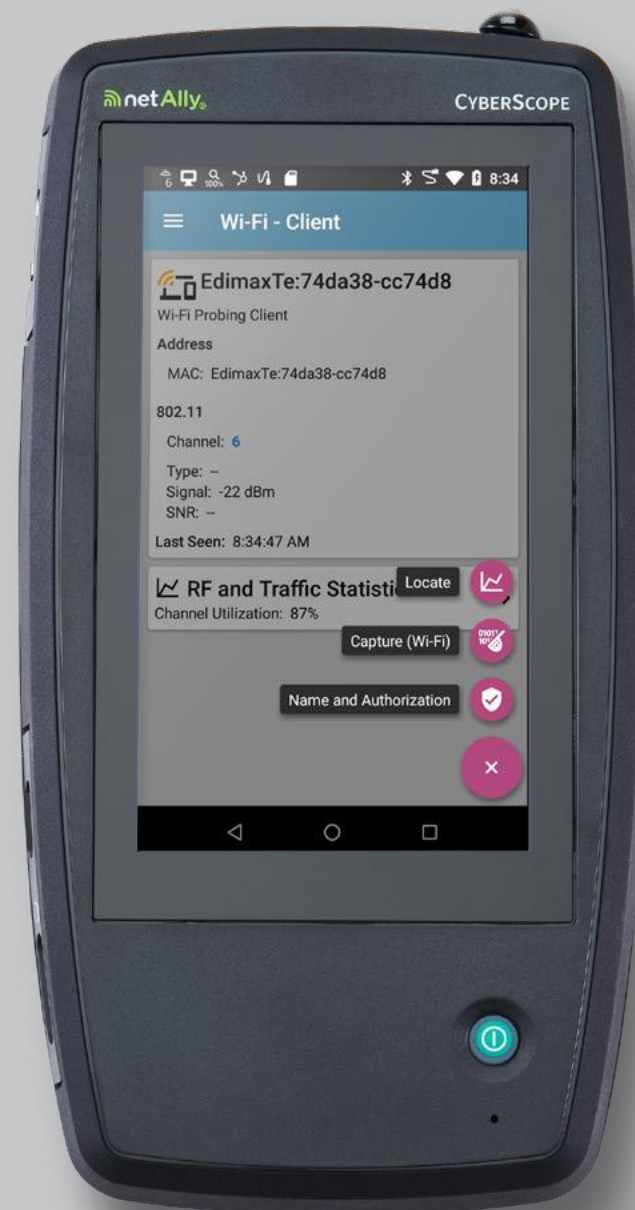 netAlly®
CYBERSCOPE
6 100% 8:34
Wi-Fi - Client
EdimaxTe:74da38-cc74d8
Wi-Fi Probing Client
Address
MAC: EdimaxTe:74da38-cc74d8
802.11
Channel: 6
Type: --
Signal: -22 dBm
SNR: --
Last Seen: 8:34:47 AM
Locate
RF and Traffic Statisti
Channel Utilization: 87%
Capture (Wi-Fi)
Name and Authorization